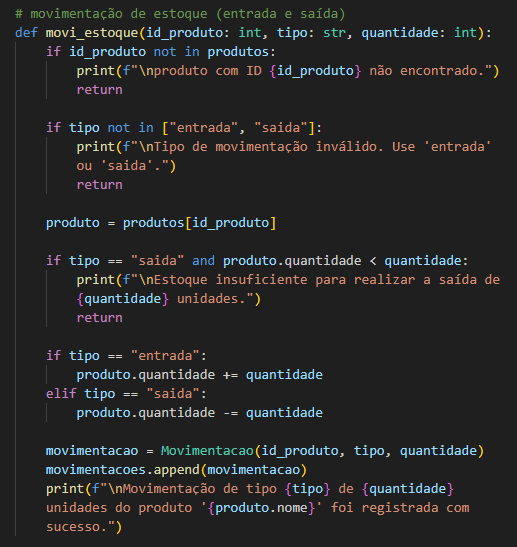 # movimentação de estoque (entrada e saída)
def movi_estoque(id_produto: int, tipo: str, quantidade: int):
    if id_produto not in produtos:
        print(f"\nproduto com ID {id_produto} não encontrado.")
        return

    if tipo not in ["entrada", "saida"]:
        print(f"\nTipo de movimentação inválido. Use 'entrada'
        ou 'saida'.")
        return

    produto = produtos[id_produto]

    if tipo == "saida" and produto.quantidade < quantidade:
        print(f"\nEstoque insuficiente para realizar a saída de
        {quantidade} unidades.")
        return

    if tipo == "entrada":
        produto.quantidade += quantidade
    elif tipo == "saida":
        produto.quantidade -= quantidade

    movimentacao = Movimentacao(id_produto, tipo, quantidade)
    movimentacoes.append(movimentacao)
    print(f"\nMovimentação de tipo {tipo} de {quantidade}
    unidades do produto '{produto.nome}' foi registrada com
    sucesso.")